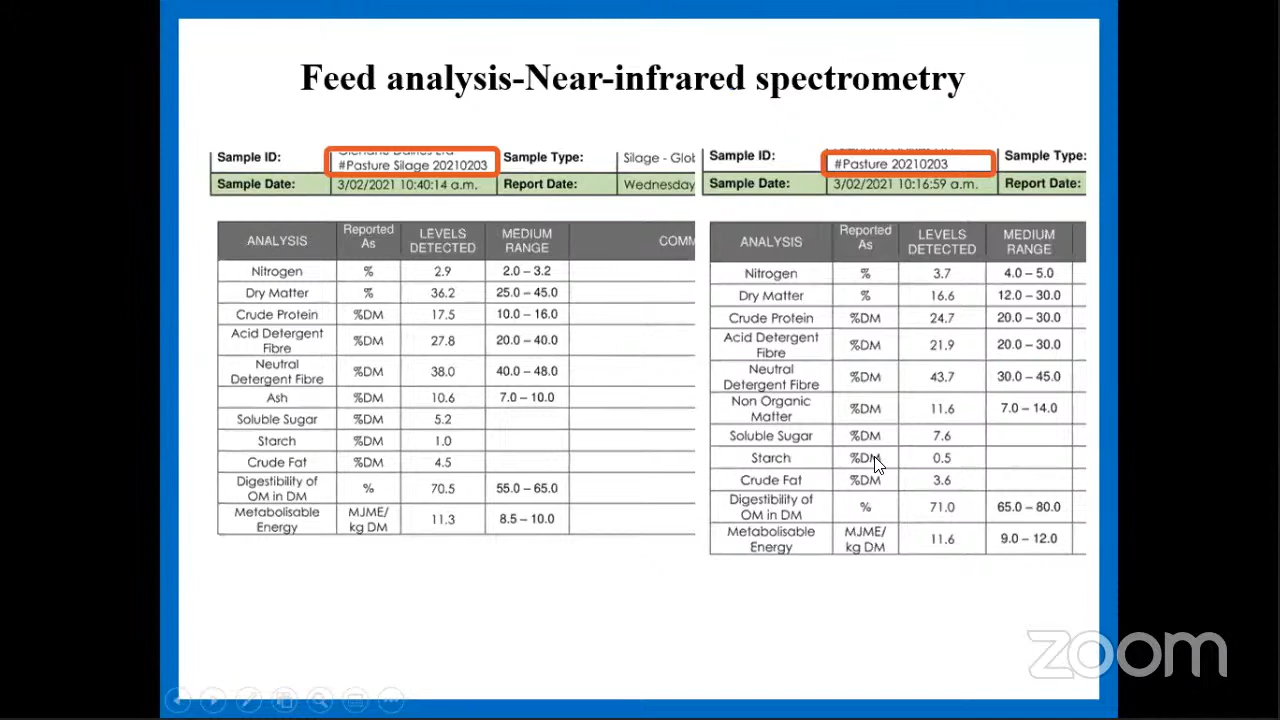 Feed analysis-Near-infrared spectrometry
Sample ID:
#Pasture Silage 20210203
Sample Type:
Silage - Glob
Sample Date:
3/02/2021 10:40:14 a.m.
Report Date:
Wednesday
ANALYSIS Reported As LEVELS DETECTED MEDIUM RANGE COMM
Nitrogen % 2.9 2.0 – 3.2
Dry Matter % 36.2 25.0 – 45.0
Crude Protein %DM 17.5 10.0 – 16.0
Acid Detergent Fibre %DM 27.8 20.0 – 40.0
Neutral Detergent Fibre %DM 38.0 40.0 – 48.0
Ash %DM 10.6 7.0 – 10.0
Soluble Sugar %DM 5.2
Starch %DM 1.0
Crude Fat %DM 4.5
Digestibility of OM in DM % 70.5 55.0 – 65.0
Metabolisable Energy MJME/ kg DM 11.3 8.5 – 10.0
Sample ID:
#Pasture 20210203
Sample Type:
Sample Date:
3/02/2021 10:16:59 a.m.
Report Date:
ANALYSIS Reported As LEVELS DETECTED MEDIUM RANGE
Nitrogen % 3.7 4.0 – 5.0
Dry Matter % 16.6 12.0 – 30.0
Crude Protein %DM 24.7 20.0 – 30.0
Acid Detergent Fibre %DM 21.9 20.0 – 30.0
Neutral Detergent Fibre %DM 43.7 30.0 – 45.0
Non Organic Matter %DM 11.6 7.0 – 14.0
Soluble Sugar %DM 7.6
Starch %DM 0.5
Crude Fat %DM 3.6
Digestibility of OM in DM % 71.0 65.0 – 80.0
Metabolisable Energy MJME/ kg DM 11.6 9.0 – 12.0
zoom